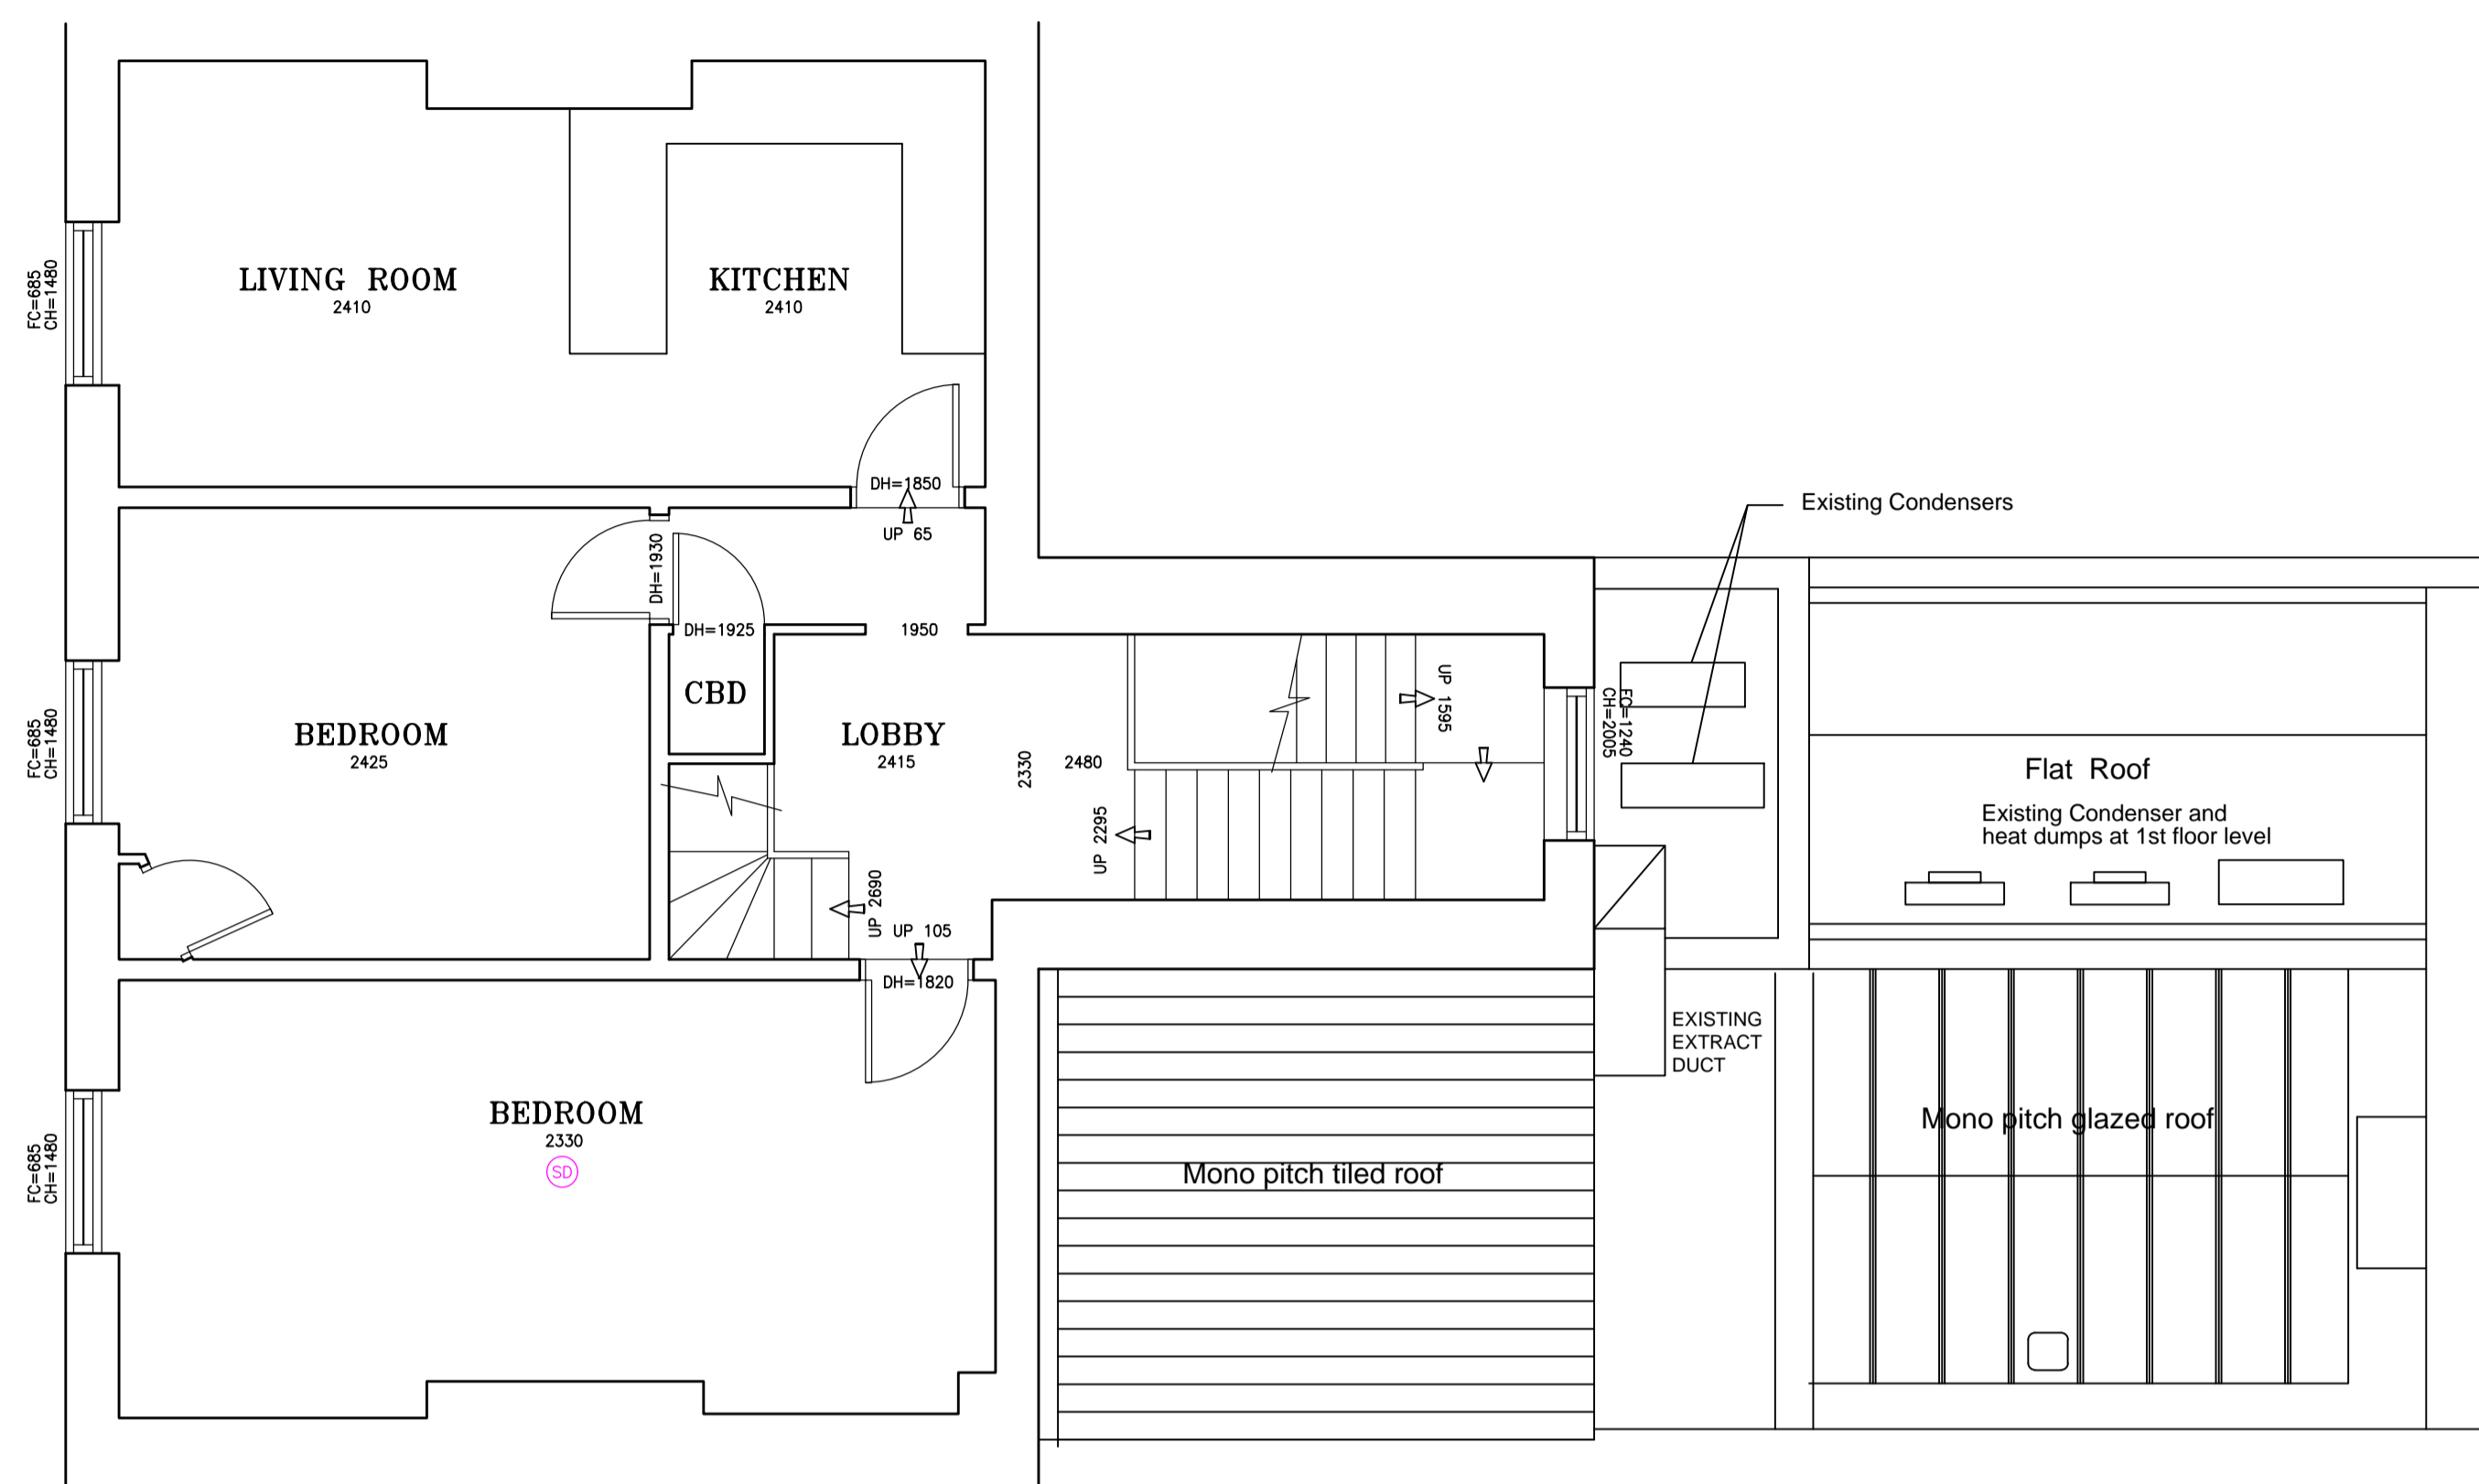 FC=685
CH=1480
LIVING ROOM
2410
KITCHEN
2410
DH=1850
UP 65
Existing Condensers
DH=1930
DH=1925
1950
CBD
UP 1595
FC=1240
CH=2005
FC=685
CH=1480
BEDROOM
2425
LOBBY
2415
2330
2480
Flat Roof
Existing Condenser and
heat dumps at 1st floor level
UP 2295
UP 2690
UP 105
DH=1820
EXISTING
EXTRACT
DUCT
FC=685
CH=1480
BEDROOM
2330
SD
Mono pitch tiled roof
Mono pitch glazed roof